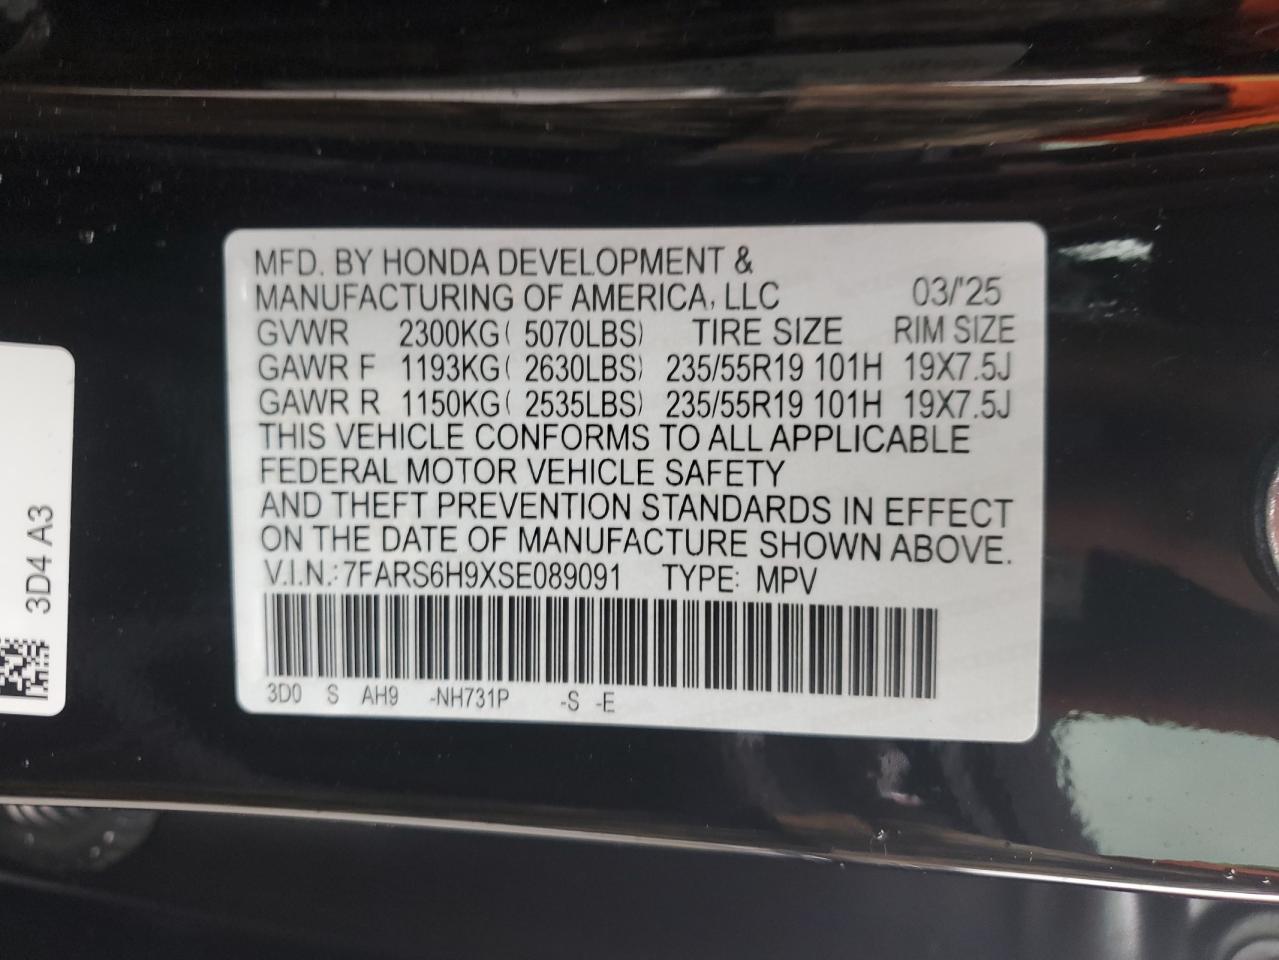 MFD. BY HONDA DEVELOPMENT &
MANUFACTURING OF AMERICA, LLC 03/'25
GVWR 2300KG( 5070LBS) TIRE SIZE RIM SIZE
GAWR F 1193KG( 2630LBS) 235/55R19 101H 19X7.5J
GAWR R 1150KG( 2535LBS) 235/55R19 101H 19X7.5J
THIS VEHICLE CONFORMS TO ALL APPLICABLE
FEDERAL MOTOR VEHICLE SAFETY
AND THEFT PREVENTION STANDARDS IN EFFECT
ON THE DATE OF MANUFACTURE SHOWN ABOVE.
V.I.N.:7FARS6H9XSE089091 TYPE: MPV
3D0 S AH9 -NH731P -S -E
3D4 A3